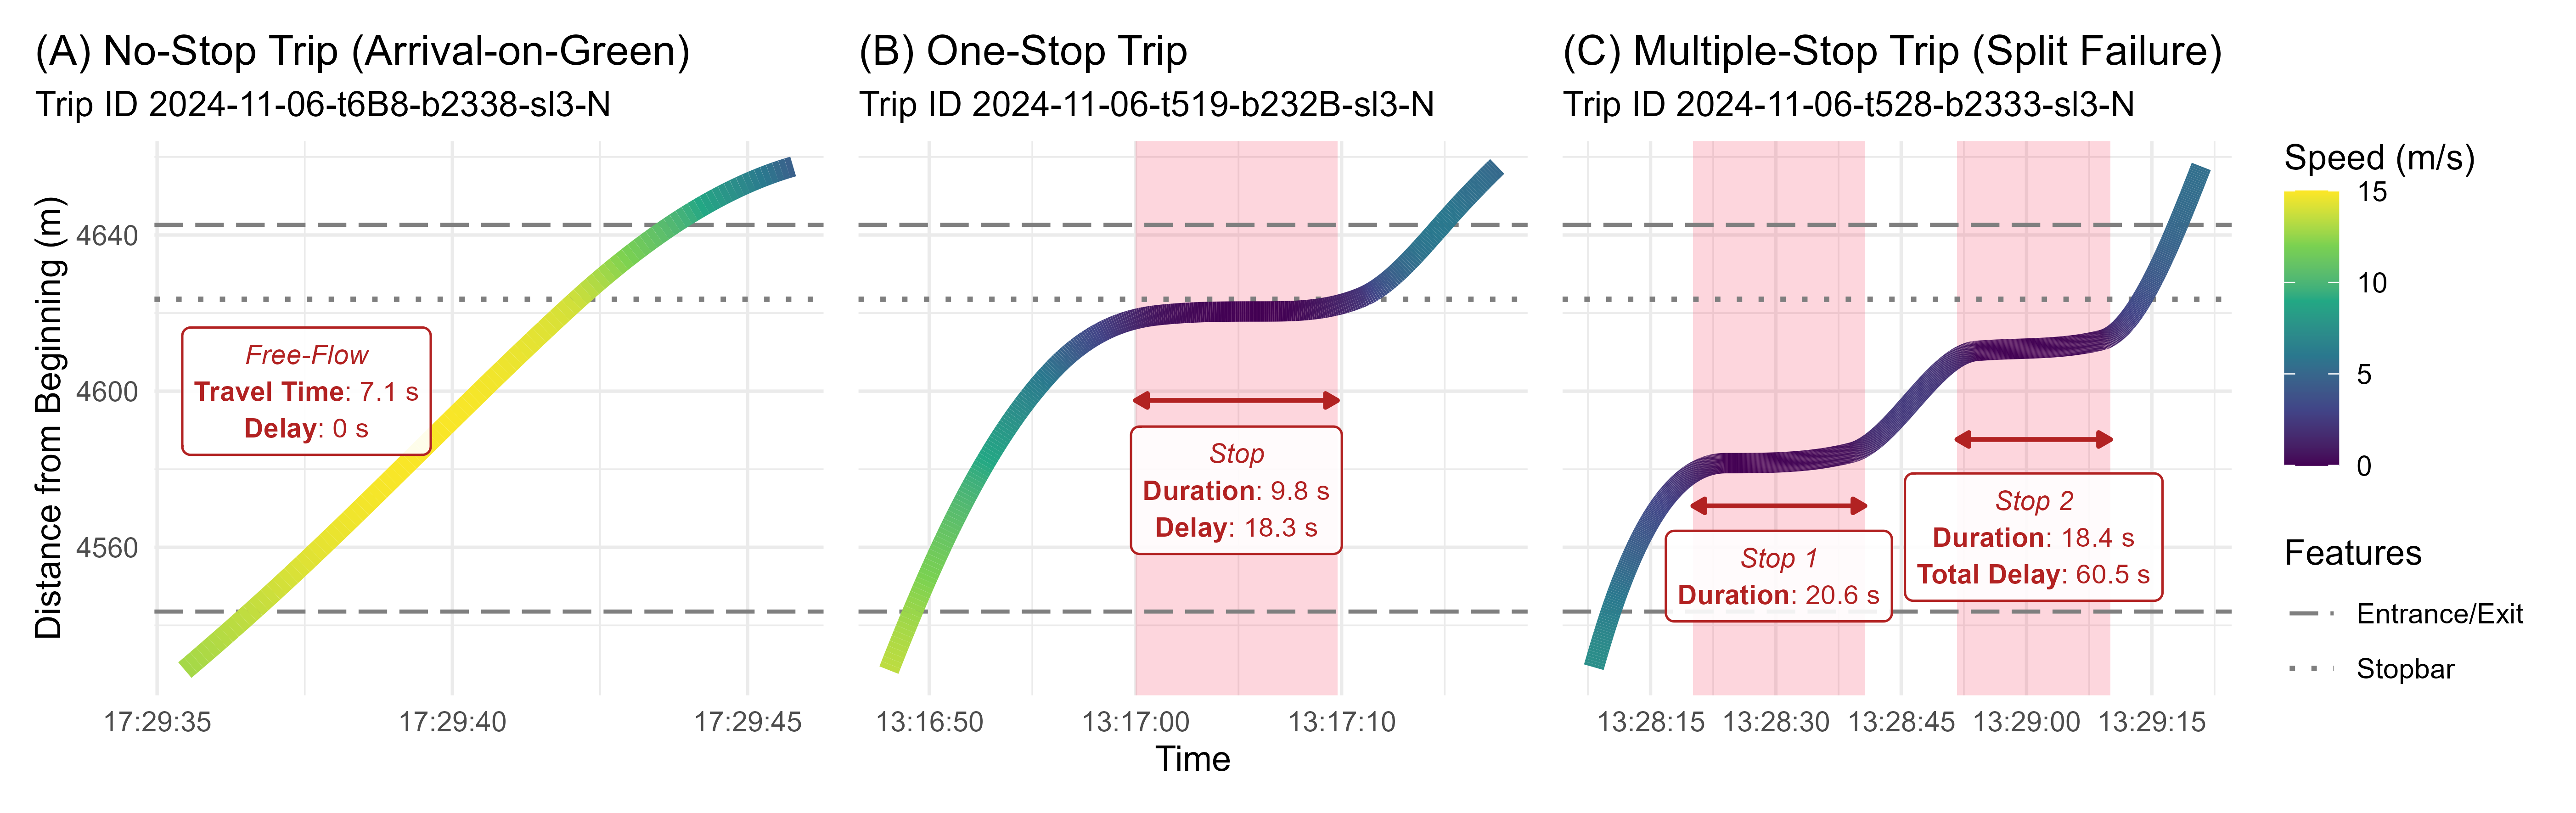 (A) No-Stop Trip (Arrival-on-Green)
Trip ID 2024-11-06-t6B8-b2338-sl3-N
(B) One-Stop Trip
Trip ID 2024-11-06-t519-b232B-sl3-N
(C) Multiple-Stop Trip (Split Failure)
Trip ID 2024-11-06-t528-b2333-sl3-N
Distance from Beginning (m)
4640
4600
4560
Free-Flow
Travel Time: 7.1 s
Delay: 0 s
17:29:35
17:29:40
17:29:45
Stop
Duration: 9.8 s
Delay: 18.3 s
13:16:50
13:17:00
13:17:10
Stop 1
Duration: 20.6 s
Stop 2
Duration: 18.4 s
Total Delay: 60.5 s
13:28:15
13:28:30
13:28:45
13:29:00
13:29:15
Time
Speed (m/s)
15
10
5
0
Features
Entrance/Exit
Stopbar